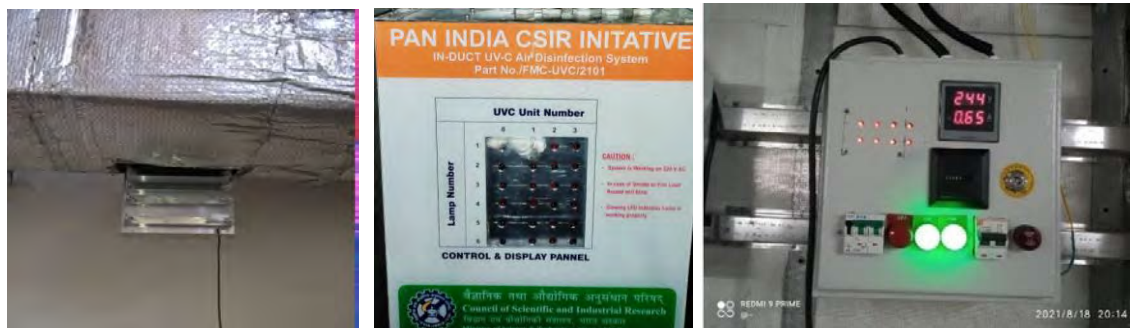 PAN INDIA CSIR INITATIVE
IN-DUCT UV-C Air Disinfection System
Part No./FMC-UVC/2101
UVC Unit Number
0 1 2 3
Lamp Number
1
2
3
4
5
6
CAUTION :
CONTROL & DISPLAY PANNEL
वैज्ञानिक तथा औद्योगिक अनुसंधान परिषद्
Council of Scientific and Industrial Research
244
0.65
REDMI 9 PRIME
2021/8/18 20:14